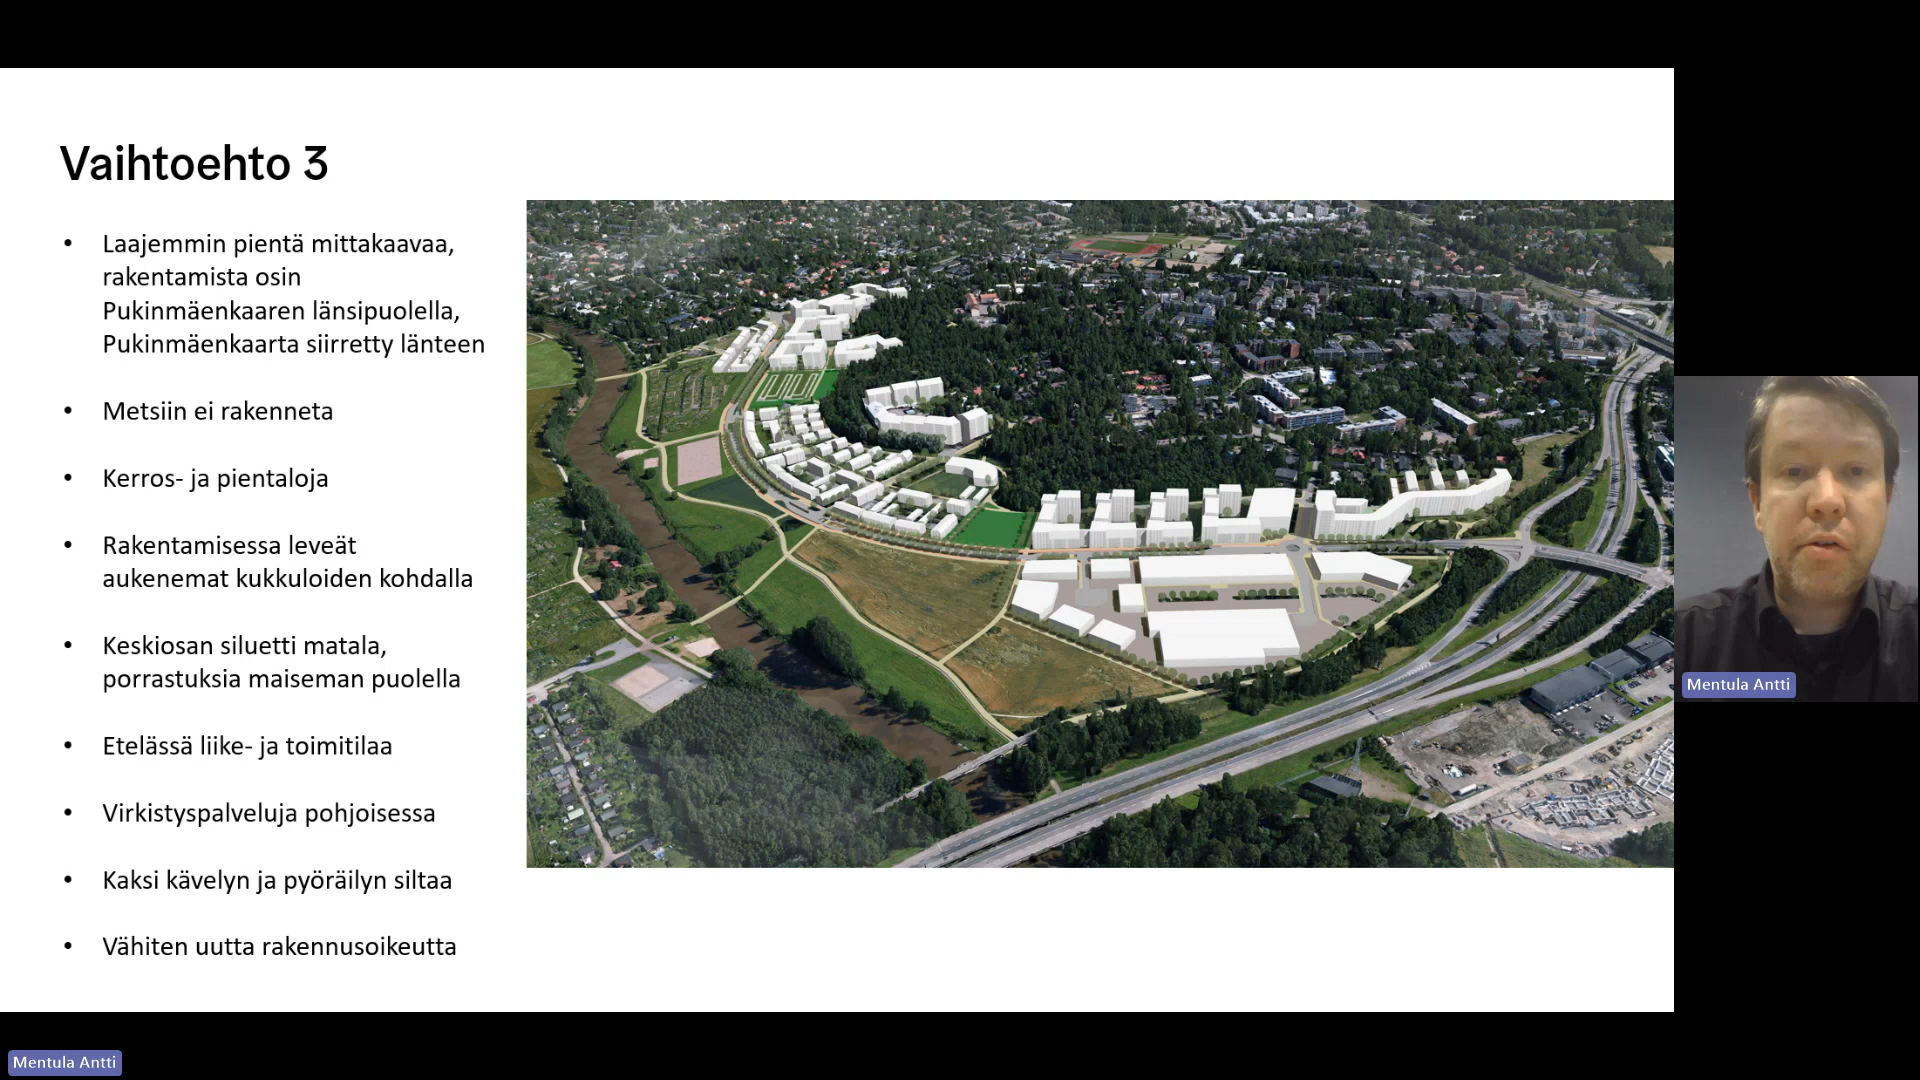 Vaihtoehto 3
• Laajemmin pientä mittakaavaa,
rakentamista osin
Pukinmäenkaaren länsipuolella,
Pukinmäenkaarta siirretty länteen
• Metsiin ei rakenneta
• Kerros- ja pientaloja
• Rakentamisessa leveät
aukenemat kukkuloiden kohdalla
• Keskiosan siluetti matala,
porrastuksia maiseman puolella
• Etelässä liike- ja toimitilaa
• Virkistyspalveluja pohjoisessa
• Kaksi kävelyn ja pyöräilyn siltaa
• Vähiten uutta rakennusoikeutta
Mentula Antti
Mentula Antti